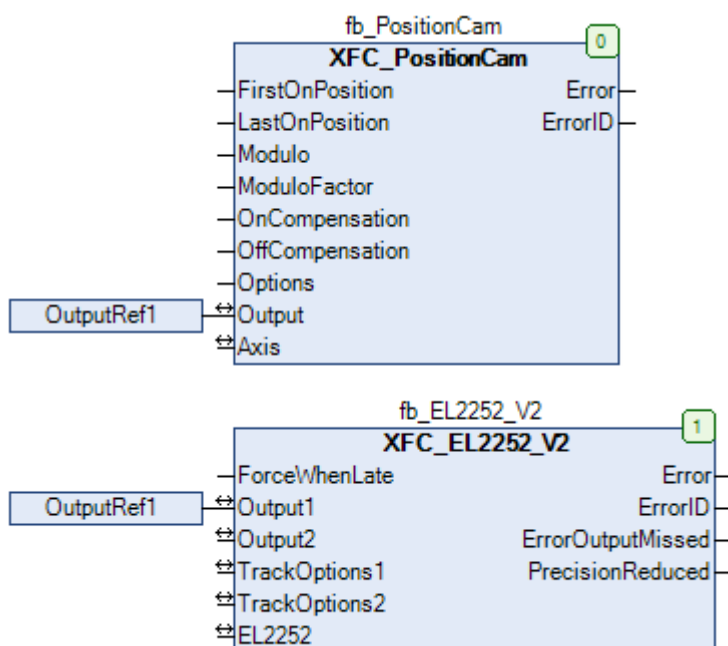 fb_PositionCam
0
XFC_PositionCam
FirstOnPosition Error
LastOnPosition ErrorID
Modulo
ModuloFactor
OnCompensation
OffCompensation
Options
OutputRef1 Output
Axis
fb_EL2252_V2
1
XFC_EL2252_V2
ForceWhenLate Error
OutputRef1 Output1 ErrorID
Output2 ErrorOutputMissed
TrackOptions1 PrecisionReduced
TrackOptions2
EL2252